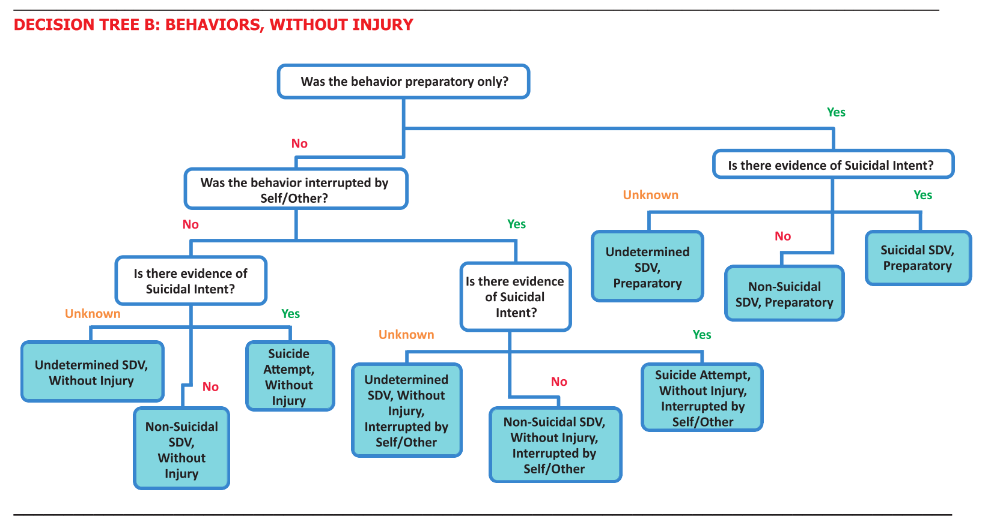 DECISION TREE B: BEHAVIORS, WITHOUT INJURY
Was the behavior preparatory only?
Yes
No
Is there evidence of Suicidal Intent?
Was the behavior interrupted by
Self/Other?
Unknown
Yes
No
Yes
No
Undetermined
SDV,
Preparatory
Suicidal SDV,
Preparatory
Non-Suicidal
SDV, Preparatory
Is there evidence of
Suicidal Intent?
Is there evidence
of Suicidal
Intent?
Unknown
Yes
Unknown
Yes
Undetermined SDV,
Without Injury
Suicide
Attempt,
Without
Injury
No
Non-Suicidal
SDV,
Without
Injury
Undetermined
SDV, Without
Injury,
Interrupted by
Self/Other
No
Non-Suicidal SDV,
Without Injury,
Interrupted by
Self/Other
Suicide Attempt,
Without Injury,
Interrupted by
Self/Other